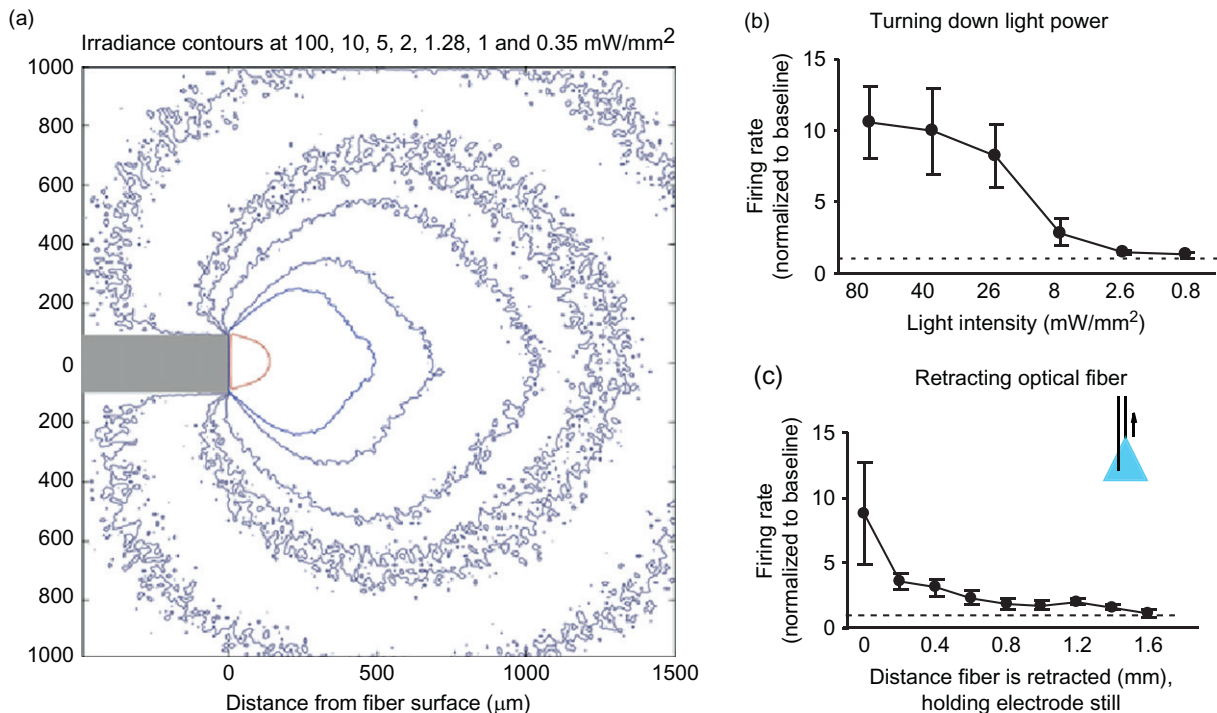 (a)
Irradiance contours at 100, 10, 5, 2, 1.28, 1 and 0.35 mW/mm²
1000
800
600
400
200
0
200
400
600
800
1000
0
500
1000
1500
Distance from fiber surface (μm)
(b)
Turning down light power
Firing rate
(normalized to baseline)
15
10
5
0
80
40
26
8
2.6
0.8
Light intensity (mW/mm²)
(c)
Retracting optical fiber
Firing rate
(normalized to baseline)
15
10
5
0
0
0.4
0.8
1.2
1.6
Distance fiber is retracted (mm),
holding electrode still